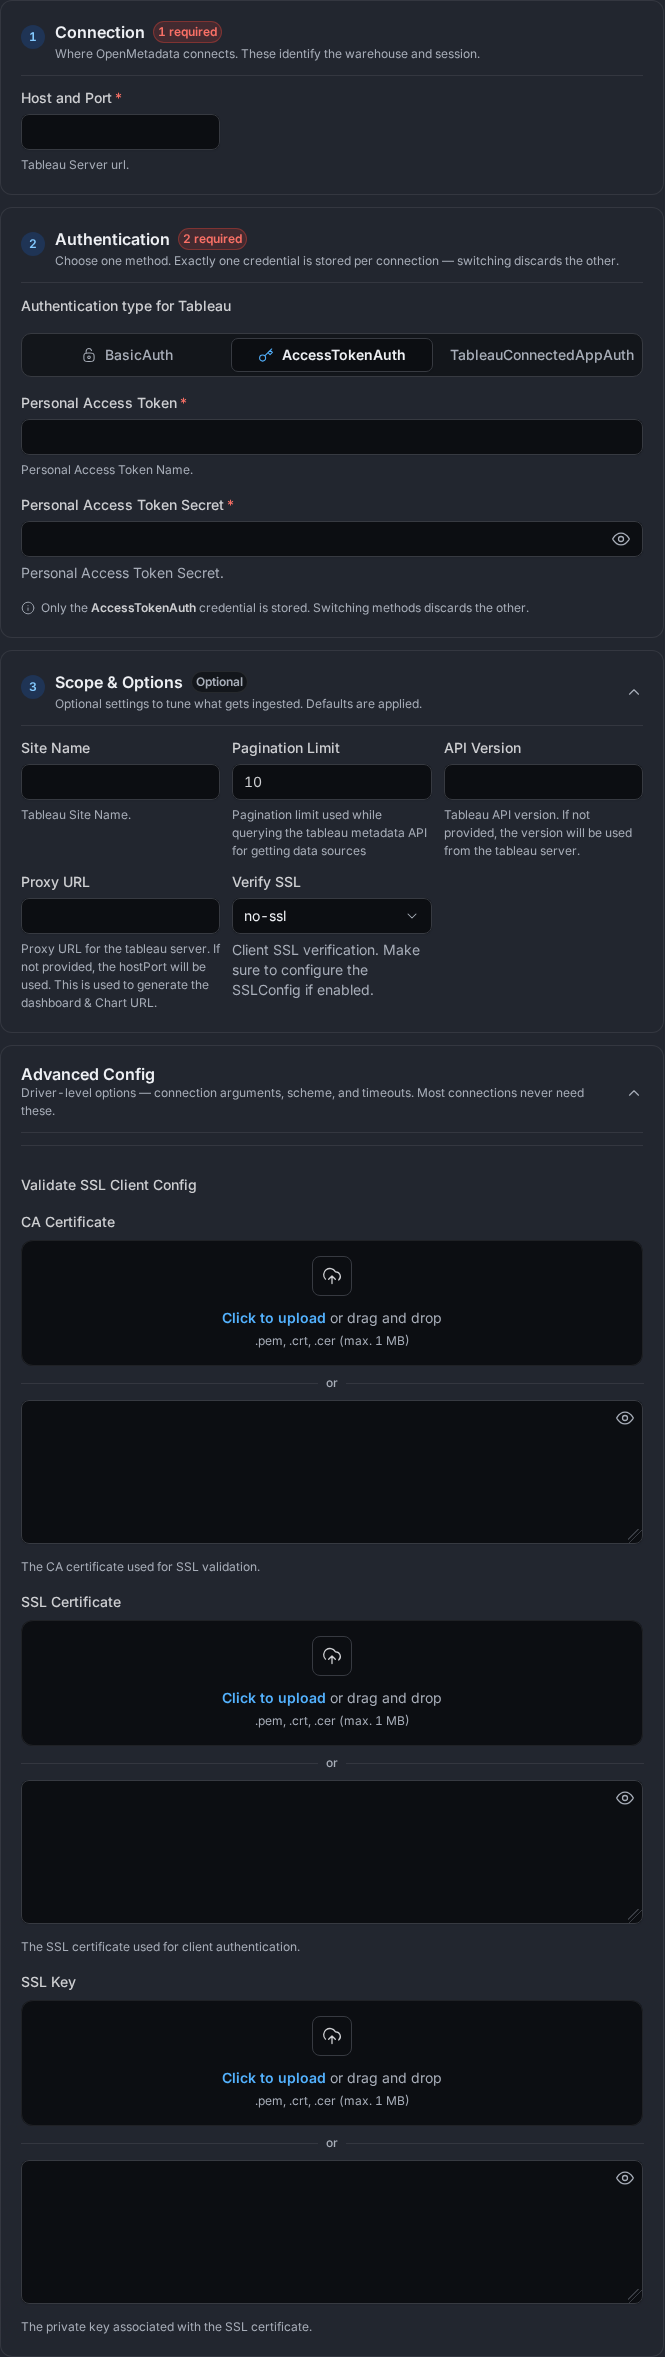 1
Connection 1 required
Where OpenMetadata connects. These identify the warehouse and session.
Host and Port *
Tableau Server url.
2
Authentication 2 required
Choose one method. Exactly one credential is stored per connection — switching discards the other.
Authentication type for Tableau
BasicAuth AccessTokenAuth TableauConnectedAppAuth
Personal Access Token *
Personal Access Token Name.
Personal Access Token Secret *
Personal Access Token Secret.
Only the AccessTokenAuth credential is stored. Switching methods discards the other.
3
Scope & Options Optional
Optional settings to tune what gets ingested. Defaults are applied.
Site Name
Tableau Site Name.
Pagination Limit
10
Pagination limit used while
querying the tableau metadata API
for getting data sources
API Version
Tableau API version. If not
provided, the version will be used
from the tableau server.
Proxy URL
Proxy URL for the tableau server. If
not provided, the hostPort will be
used. This is used to generate the
dashboard & Chart URL.
Verify SSL
no-ssl
Client SSL verification. Make
sure to configure the
SSLConfig if enabled.
Advanced Config
Driver-level options — connection arguments, scheme, and timeouts. Most connections never need
these.
Validate SSL Client Config
CA Certificate
Click to upload or drag and drop
.pem, .crt, .cer (max. 1 MB)
or
The CA certificate used for SSL validation.
SSL Certificate
Click to upload or drag and drop
.pem, .crt, .cer (max. 1 MB)
or
The SSL certificate used for client authentication.
SSL Key
Click to upload or drag and drop
.pem, .crt, .cer (max. 1 MB)
or
The private key associated with the SSL certificate.